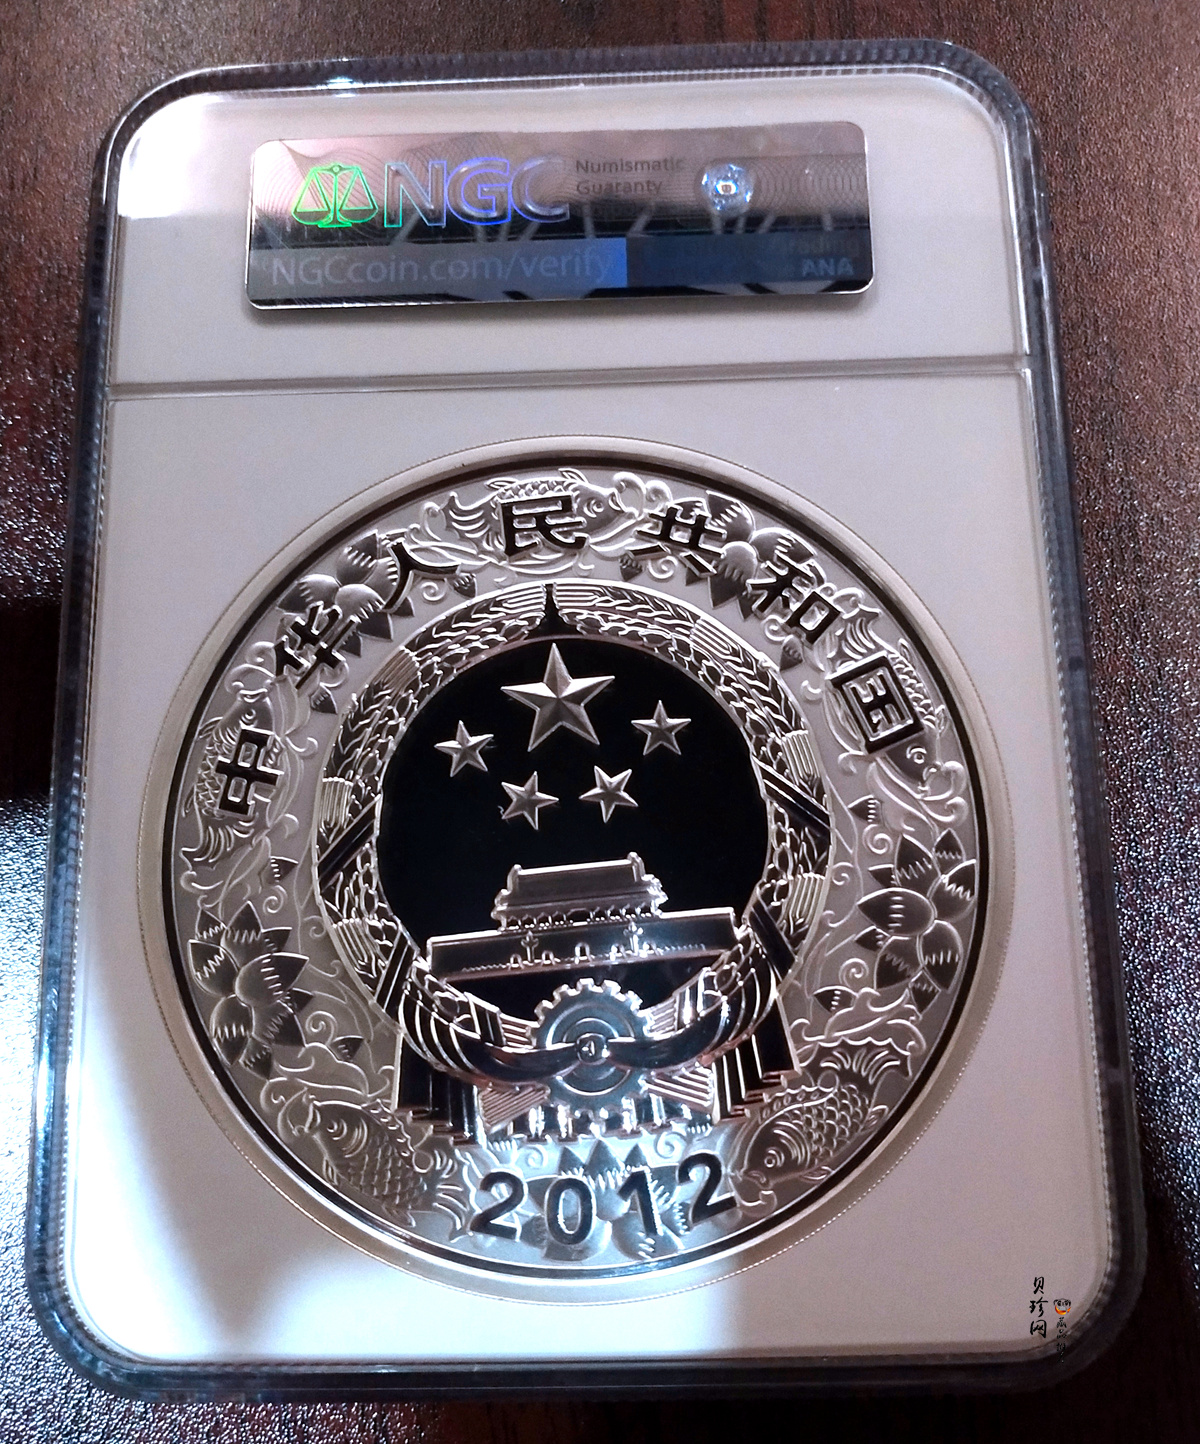 NGC
Numismatic
Guaranty
NGCcoin.com/verify
ANA
中华人民共和国
2012
贝珍网